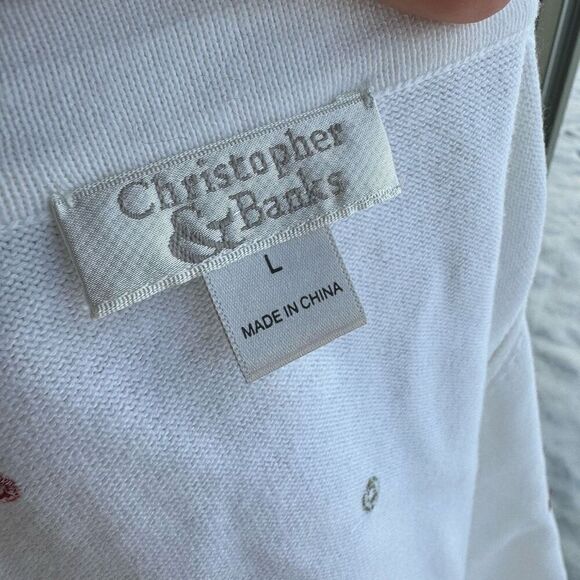 Christopher
& Banks
L
MADE IN CHINA